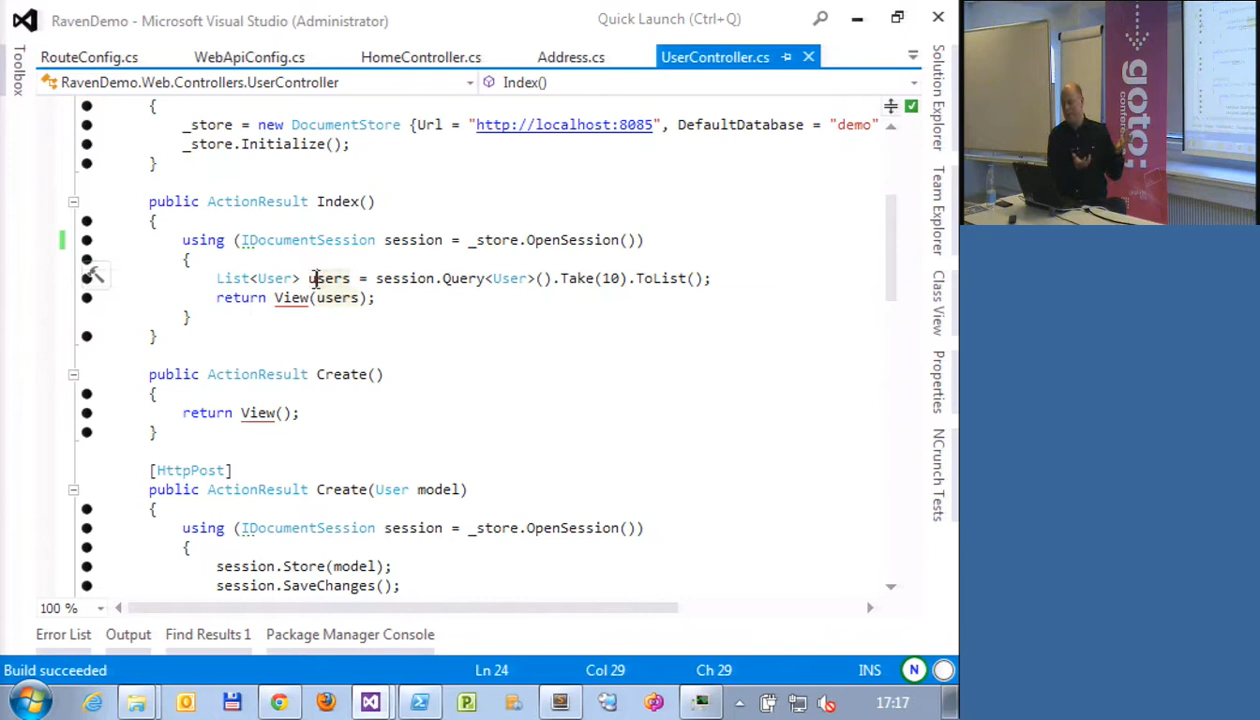 RavenDemo - Microsoft Visual Studio (Administrator)
Quick Launch (Ctrl+Q)
Toolbox
RouteConfig.cs
WebApiConfig.cs
HomeController.cs
Address.cs
UserController.cs
RavenDemo.Web.Controllers.UserController
Index()
{
_store = new DocumentStore {Url = "http://localhost:8085", DefaultDatabase = "demo"
_store.Initialize();
}
public ActionResult Index()
{
using (IDocumentSession session = _store.OpenSession())
{
List<User> users = session.Query<User>().Take(10).ToList();
return View(users);
}
}
public ActionResult Create()
{
return View();
}
[HttpPost]
public ActionResult Create(User model)
{
using (IDocumentSession session = _store.OpenSession())
{
session.Store(model);
session.SaveChanges();
100 %
Solution Explorer
Team Explorer
Class View
Properties
NCrunch Tests
Error List
Output
Find Results 1
Package Manager Console
Build succeeded
Ln 24
Col 29
Ch 29
INS
N
17:17
goto;
conference